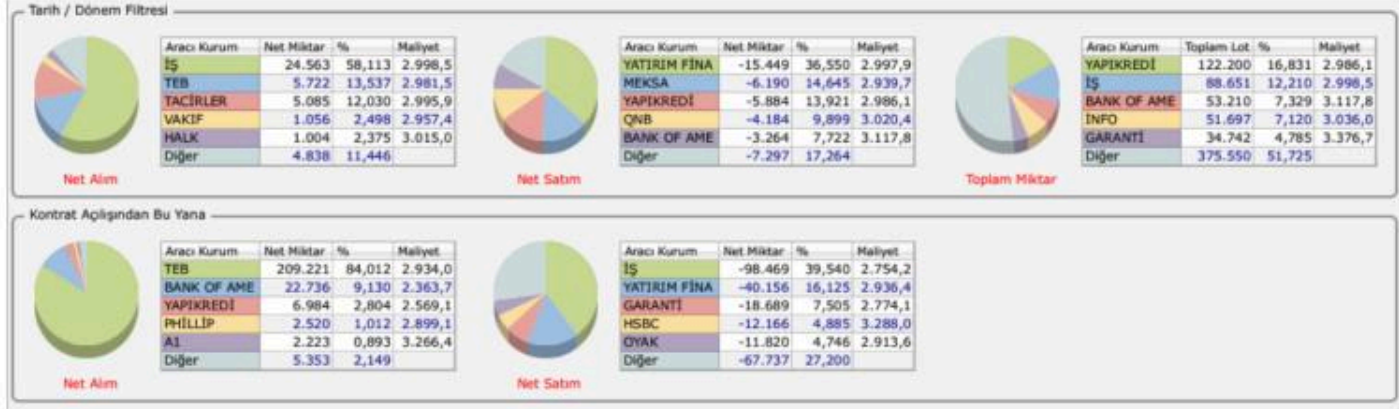 Tarih / Dönem Filtresi
Aracı Kurum Net Miktar % Maliyet
İŞ 24.563 58,113 2.998,5
TEB 5.722 13,537 2.981,5
TACİRLER 5.085 12,030 2.995,9
VAKIF 1.056 2,498 2.957,4
HALK 1.004 2,375 3.015,0
Diğer 4.838 11,446
Net Alım
Aracı Kurum Net Miktar % Maliyet
YATIRIM FİNA -15.449 36,550 2.997,9
MEKSA -6.190 14,645 2.939,7
YAPIKREDİ -5.884 13,921 2.986,1
QNB -4.184 9,899 3.020,4
BANK OF AME -3.264 7,722 3.117,8
Diğer -7.297 17,264
Net Satım
Aracı Kurum Toplam Lot % Maliyet
YAPIKREDİ 122.200 16,831 2.986,1
İŞ 88.651 12,210 2.998,5
BANK OF AME 53.210 7,329 3.117,8
İNFO 51.697 7,120 3.036,0
GARANTİ 34.742 4,785 3.376,7
Diğer 375.550 51,725
Toplam Miktar
Kontrat Açılışından Bu Yana
Aracı Kurum Net Miktar % Maliyet
TEB 209.221 84,012 2.934,0
BANK OF AME 22.736 9,130 2.363,7
YAPIKREDİ 6.984 2,804 2.569,1
PHİLLİP 2.520 1,012 2.899,1
A1 2.223 0,893 3.266,4
Diğer 5.353 2,149
Net Alım
Aracı Kurum Net Miktar % Maliyet
İŞ -98.469 39,540 2.754,2
YATIRIM FİNA -40.156 16,125 2.936,4
GARANTİ -18.689 7,505 2.774,1
HSBC -12.166 4,885 3.288,0
OYAK -11.820 4,746 2.913,6
Diğer -67.737 27,200
Net Satım